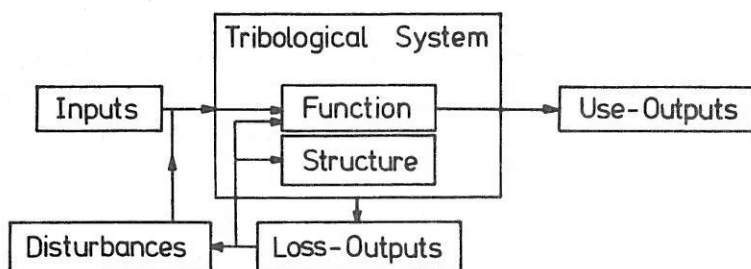 Tribological System
Inputs
Function
Use-Outputs
Structure
Disturbances
Loss-Outputs